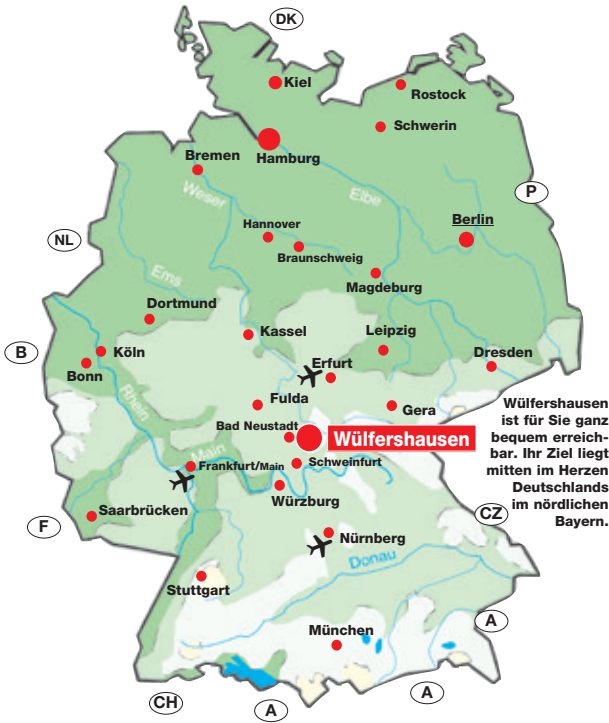 DK
Kiel
Rostock
Schwerin
Hamburg
Bremen
Weser
Elbe
P
Berlin
Hannover
NL
Braunschweig
Ems
Magdeburg
Dortmund
Kassel
Leipzig
B
Köln
Erfurt
Dresden
Bonn
Rhein
Fulda
Gera
Bad Neustadt
Wülfershausen
Wülfershausen
ist für Sie ganz
bequem erreich-
bar. Ihr Ziel liegt
mitten im Herzen
Deutschlands
im nördlichen
Bayern.
Main
Frankfurt/Main
Schweinfurt
Würzburg
Saarbrücken
F
CZ
Nürnberg
Donau
Stuttgart
München
A
A
CH
A